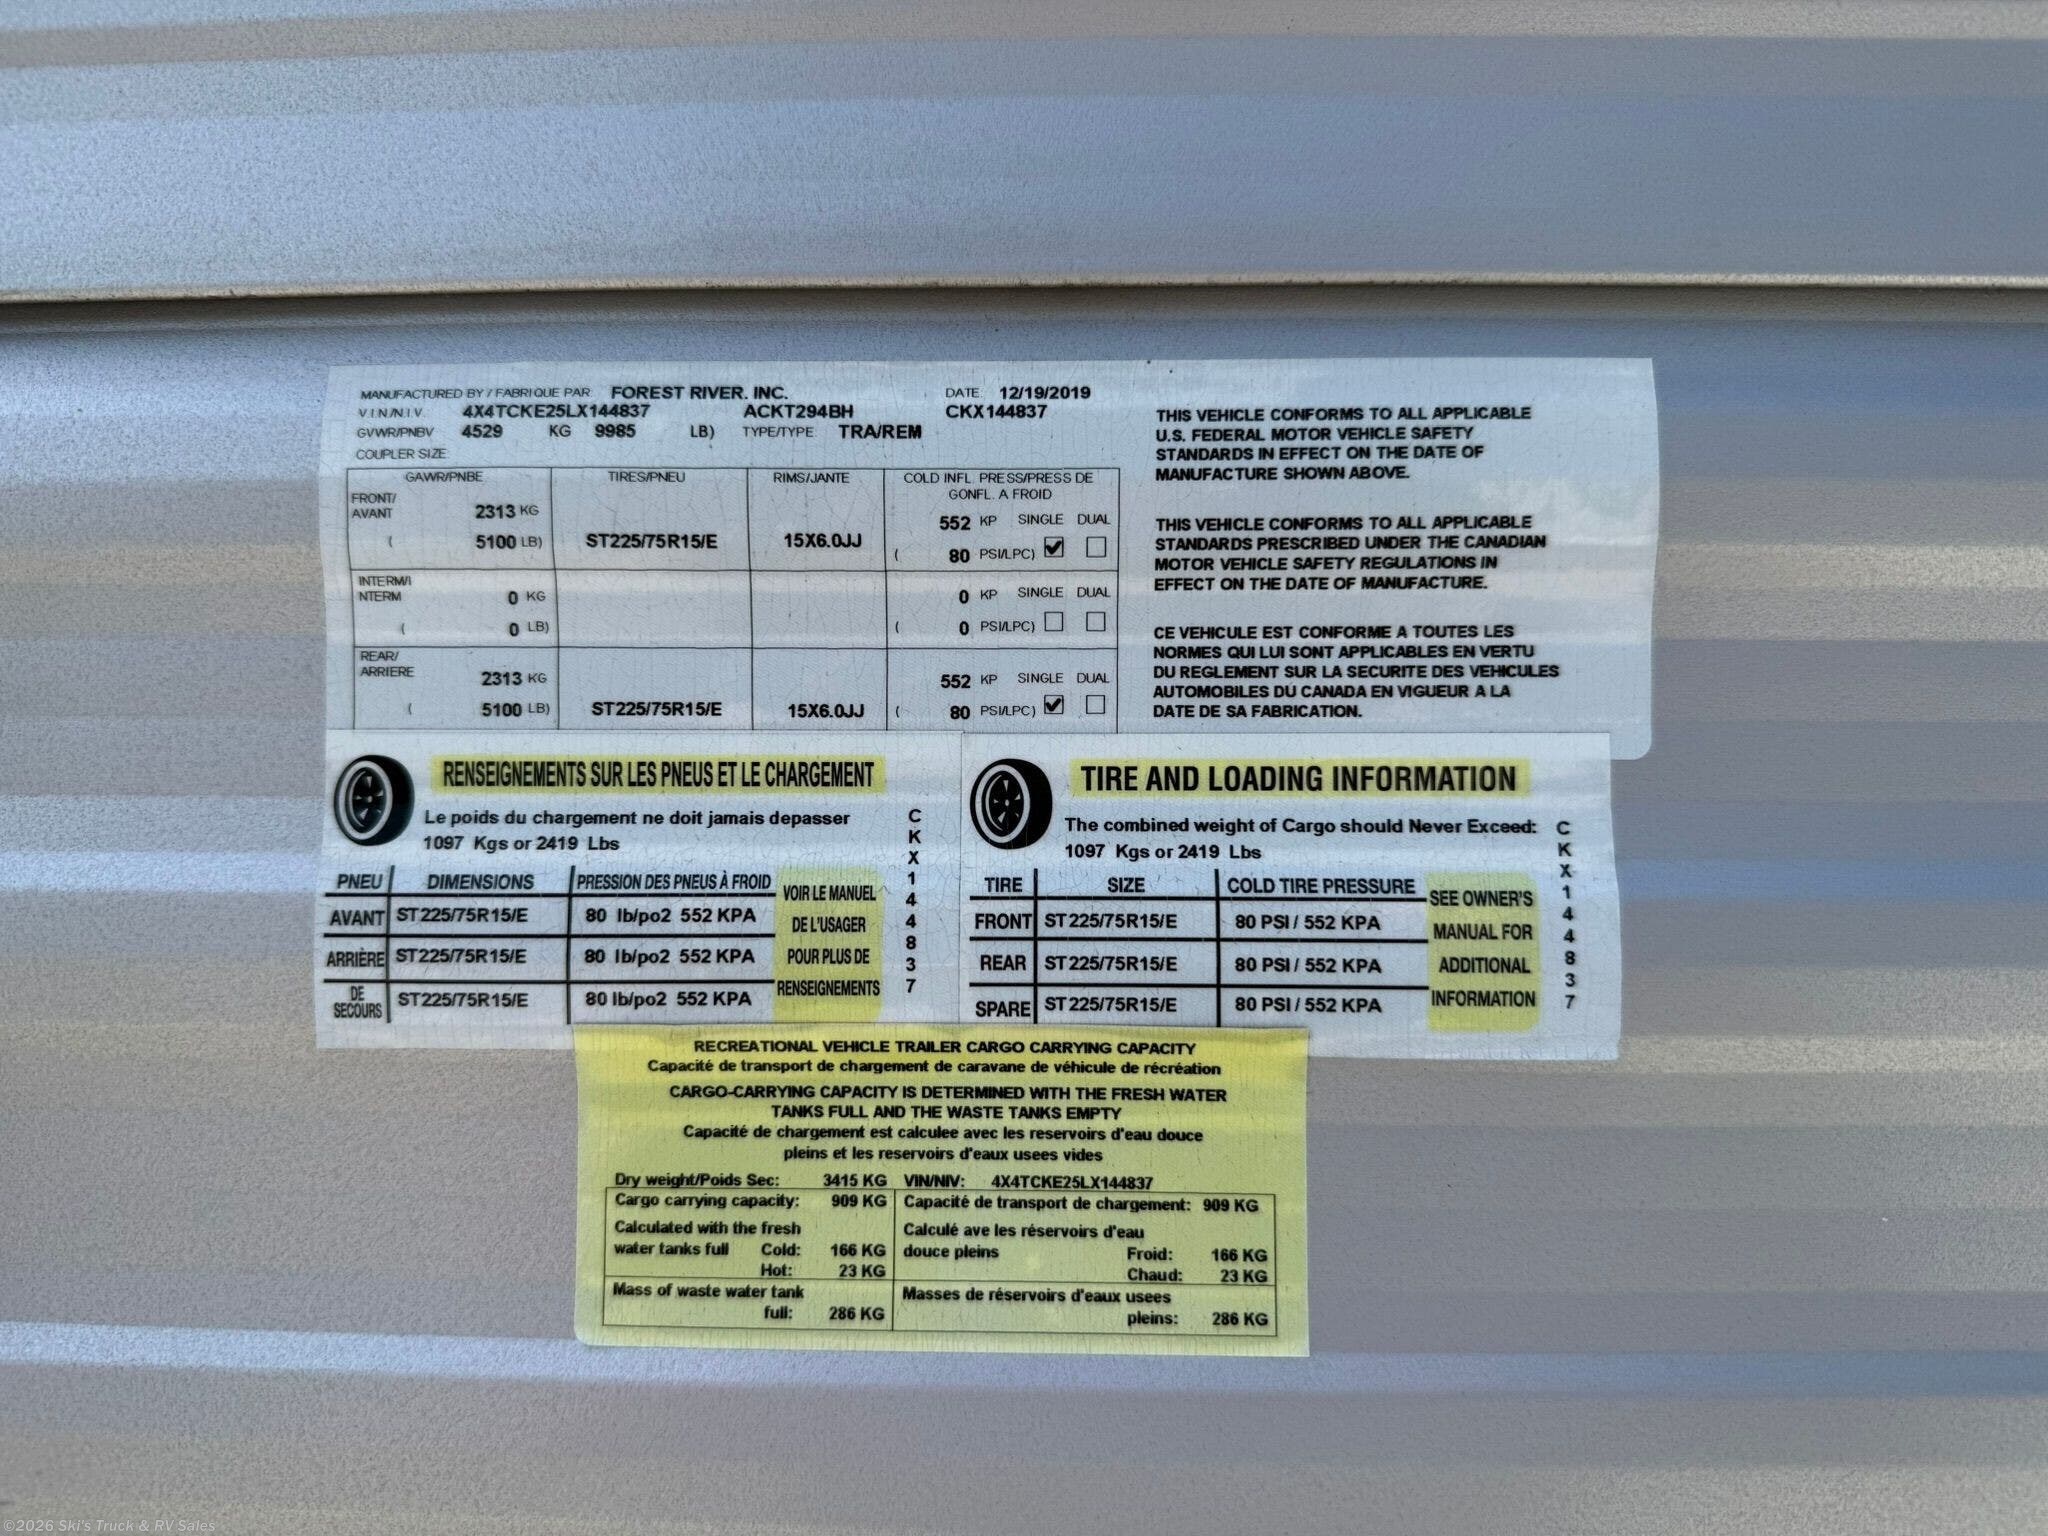 MANUFACTURED BY / FABRIQUE PAR FOREST RIVER. INC. DATE 12/19/2019
V I N / N I V 4X4TCKE25LX144837 ACKT294BH CKX144837
GVWR/PNBV 4529 KG 9985 LB) TYPE/TYPE TRA/REM
COUPLER SIZE
GAWR/PNBE TIRES/PNEU RIMS/JANTE COLD INFL. PRESS/PRESS DE
GONFL. A FROID
FRONT/
AVANT 2313 KG 552 KP SINGLE DUAL
( 5100 LB) ST225/75R15/E 15X6.0JJ ( 80 PSI/LPC)
INTERM/I
NTERM 0 KG 0 KP SINGLE DUAL
( 0 LB) ( 0 PSI/LPC)
REAR/
ARRIERE 2313 KG 552 KP SINGLE DUAL
( 5100 LB) ST225/75R15/E 15X6.0JJ ( 80 PSI/LPC)
THIS VEHICLE CONFORMS TO ALL APPLICABLE
U.S. FEDERAL MOTOR VEHICLE SAFETY
STANDARDS IN EFFECT ON THE DATE OF
MANUFACTURE SHOWN ABOVE.
THIS VEHICLE CONFORMS TO ALL APPLICABLE
STANDARDS PRESCRIBED UNDER THE CANADIAN
MOTOR VEHICLE SAFETY REGULATIONS IN
EFFECT ON THE DATE OF MANUFACTURE.
CE VEHICULE EST CONFORME A TOUTES LES
NORMES QUI LUI SONT APPLICABLES EN VERTU
DU REGLEMENT SUR LA SECURITE DES VEHICULES
AUTOMOBILES DU CANADA EN VIGUEUR A LA
DATE DE SA FABRICATION.
RENSEIGNEMENTS SUR LES PNEUS ET LE CHARGEMENT
Le poids du chargement ne doit jamais depasser
1097 Kgs or 2419 Lbs
PNEU DIMENSIONS PRESSION DES PNEUS À FROID
AVANT ST225/75R15/E 80 lb/po2 552 KPA
ARRIÈRE ST225/75R15/E 80 lb/po2 552 KPA
DE
SECOURS ST225/75R15/E 80 lb/po2 552 KPA
VOIR LE MANUEL
DE L'USAGER
POUR PLUS DE
RENSEIGNEMENTS
CKX144837
TIRE AND LOADING INFORMATION
The combined weight of Cargo should Never Exceed:
1097 Kgs or 2419 Lbs
TIRE SIZE COLD TIRE PRESSURE
FRONT ST225/75R15/E 80 PSI / 552 KPA
REAR ST225/75R15/E 80 PSI / 552 KPA
SPARE ST225/75R15/E 80 PSI / 552 KPA
SEE OWNER'S
MANUAL FOR
ADDITIONAL
INFORMATION
CKX144837
RECREATIONAL VEHICLE TRAILER CARGO CARRYING CAPACITY
Capacité de transport de chargement de caravane de véhicule de récréation
CARGO-CARRYING CAPACITY IS DETERMINED WITH THE FRESH WATER
TANKS FULL AND THE WASTE TANKS EMPTY
Capacité de chargement est calculee avec les reservoirs d'eau douce
pleins et les reservoirs d'eaux usees vides
Dry weight/Poids Sec: 3415 KG VIN/NIV: 4X4TCKE25LX144837
Cargo carrying capacity: 909 KG Capacité de transport de chargement: 909 KG
Calculated with the fresh Calculé ave les réservoirs d'eau
water tanks full Cold: 166 KG douce pleins Froid: 166 KG
Hot: 23 KG Chaud: 23 KG
Mass of waste water tank Masses de réservoirs d'eaux usees
full: 286 KG pleins: 286 KG
©2026 Ski's Truck & RV Sales